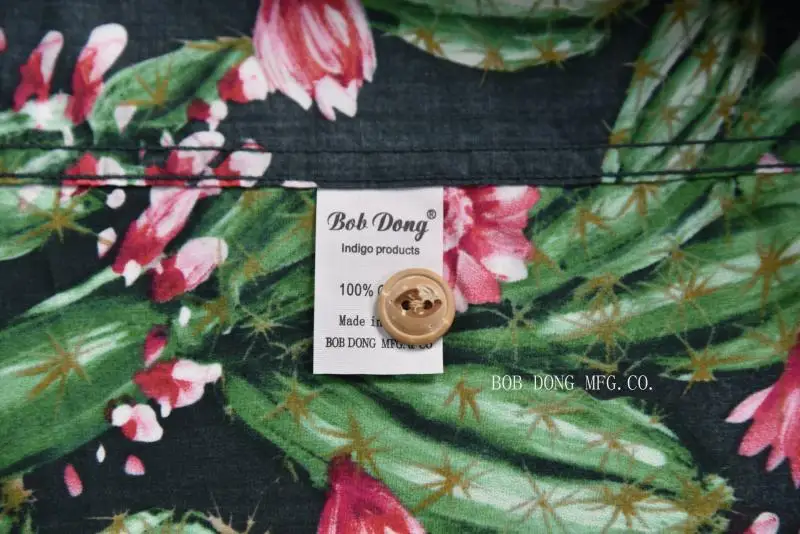 Bob Dong®
Indigo products
100%
Made in
BOB DONG MFG. & CO
BOB DONG MFG.CO.